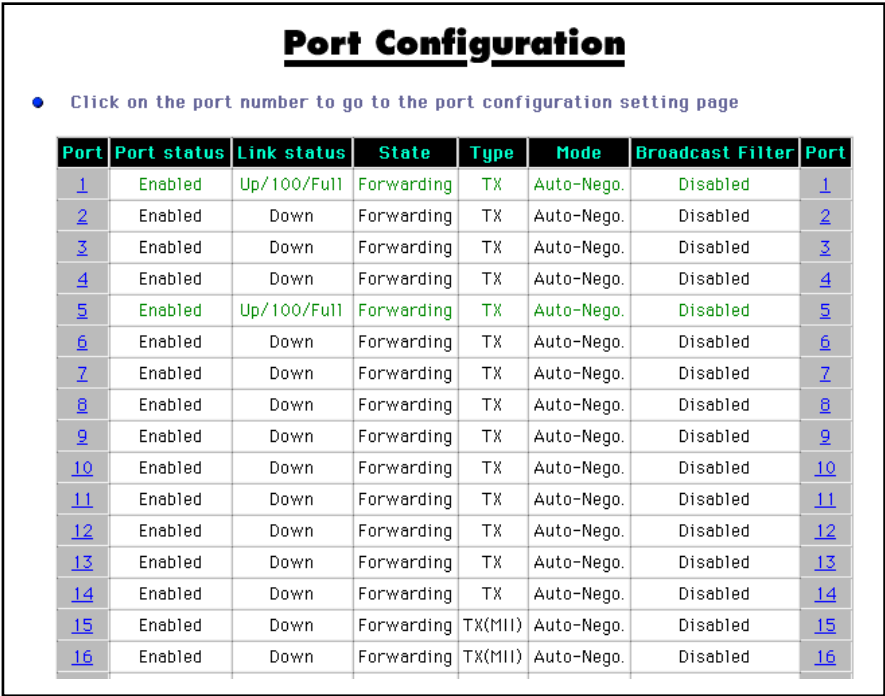 Port Configuration
Click on the port number to go to the port configuration setting page
Port Port status Link status State Type Mode Broadcast Filter Port
1 Enabled Up/100/Full Forwarding TX Auto-Nego. Disabled 1
2 Enabled Down Forwarding TX Auto-Nego. Disabled 2
3 Enabled Down Forwarding TX Auto-Nego. Disabled 3
4 Enabled Down Forwarding TX Auto-Nego. Disabled 4
5 Enabled Up/100/Full Forwarding TX Auto-Nego. Disabled 5
6 Enabled Down Forwarding TX Auto-Nego. Disabled 6
7 Enabled Down Forwarding TX Auto-Nego. Disabled 7
8 Enabled Down Forwarding TX Auto-Nego. Disabled 8
9 Enabled Down Forwarding TX Auto-Nego. Disabled 9
10 Enabled Down Forwarding TX Auto-Nego. Disabled 10
11 Enabled Down Forwarding TX Auto-Nego. Disabled 11
12 Enabled Down Forwarding TX Auto-Nego. Disabled 12
13 Enabled Down Forwarding TX Auto-Nego. Disabled 13
14 Enabled Down Forwarding TX Auto-Nego. Disabled 14
15 Enabled Down Forwarding TX(MII) Auto-Nego. Disabled 15
16 Enabled Down Forwarding TX(MII) Auto-Nego. Disabled 16